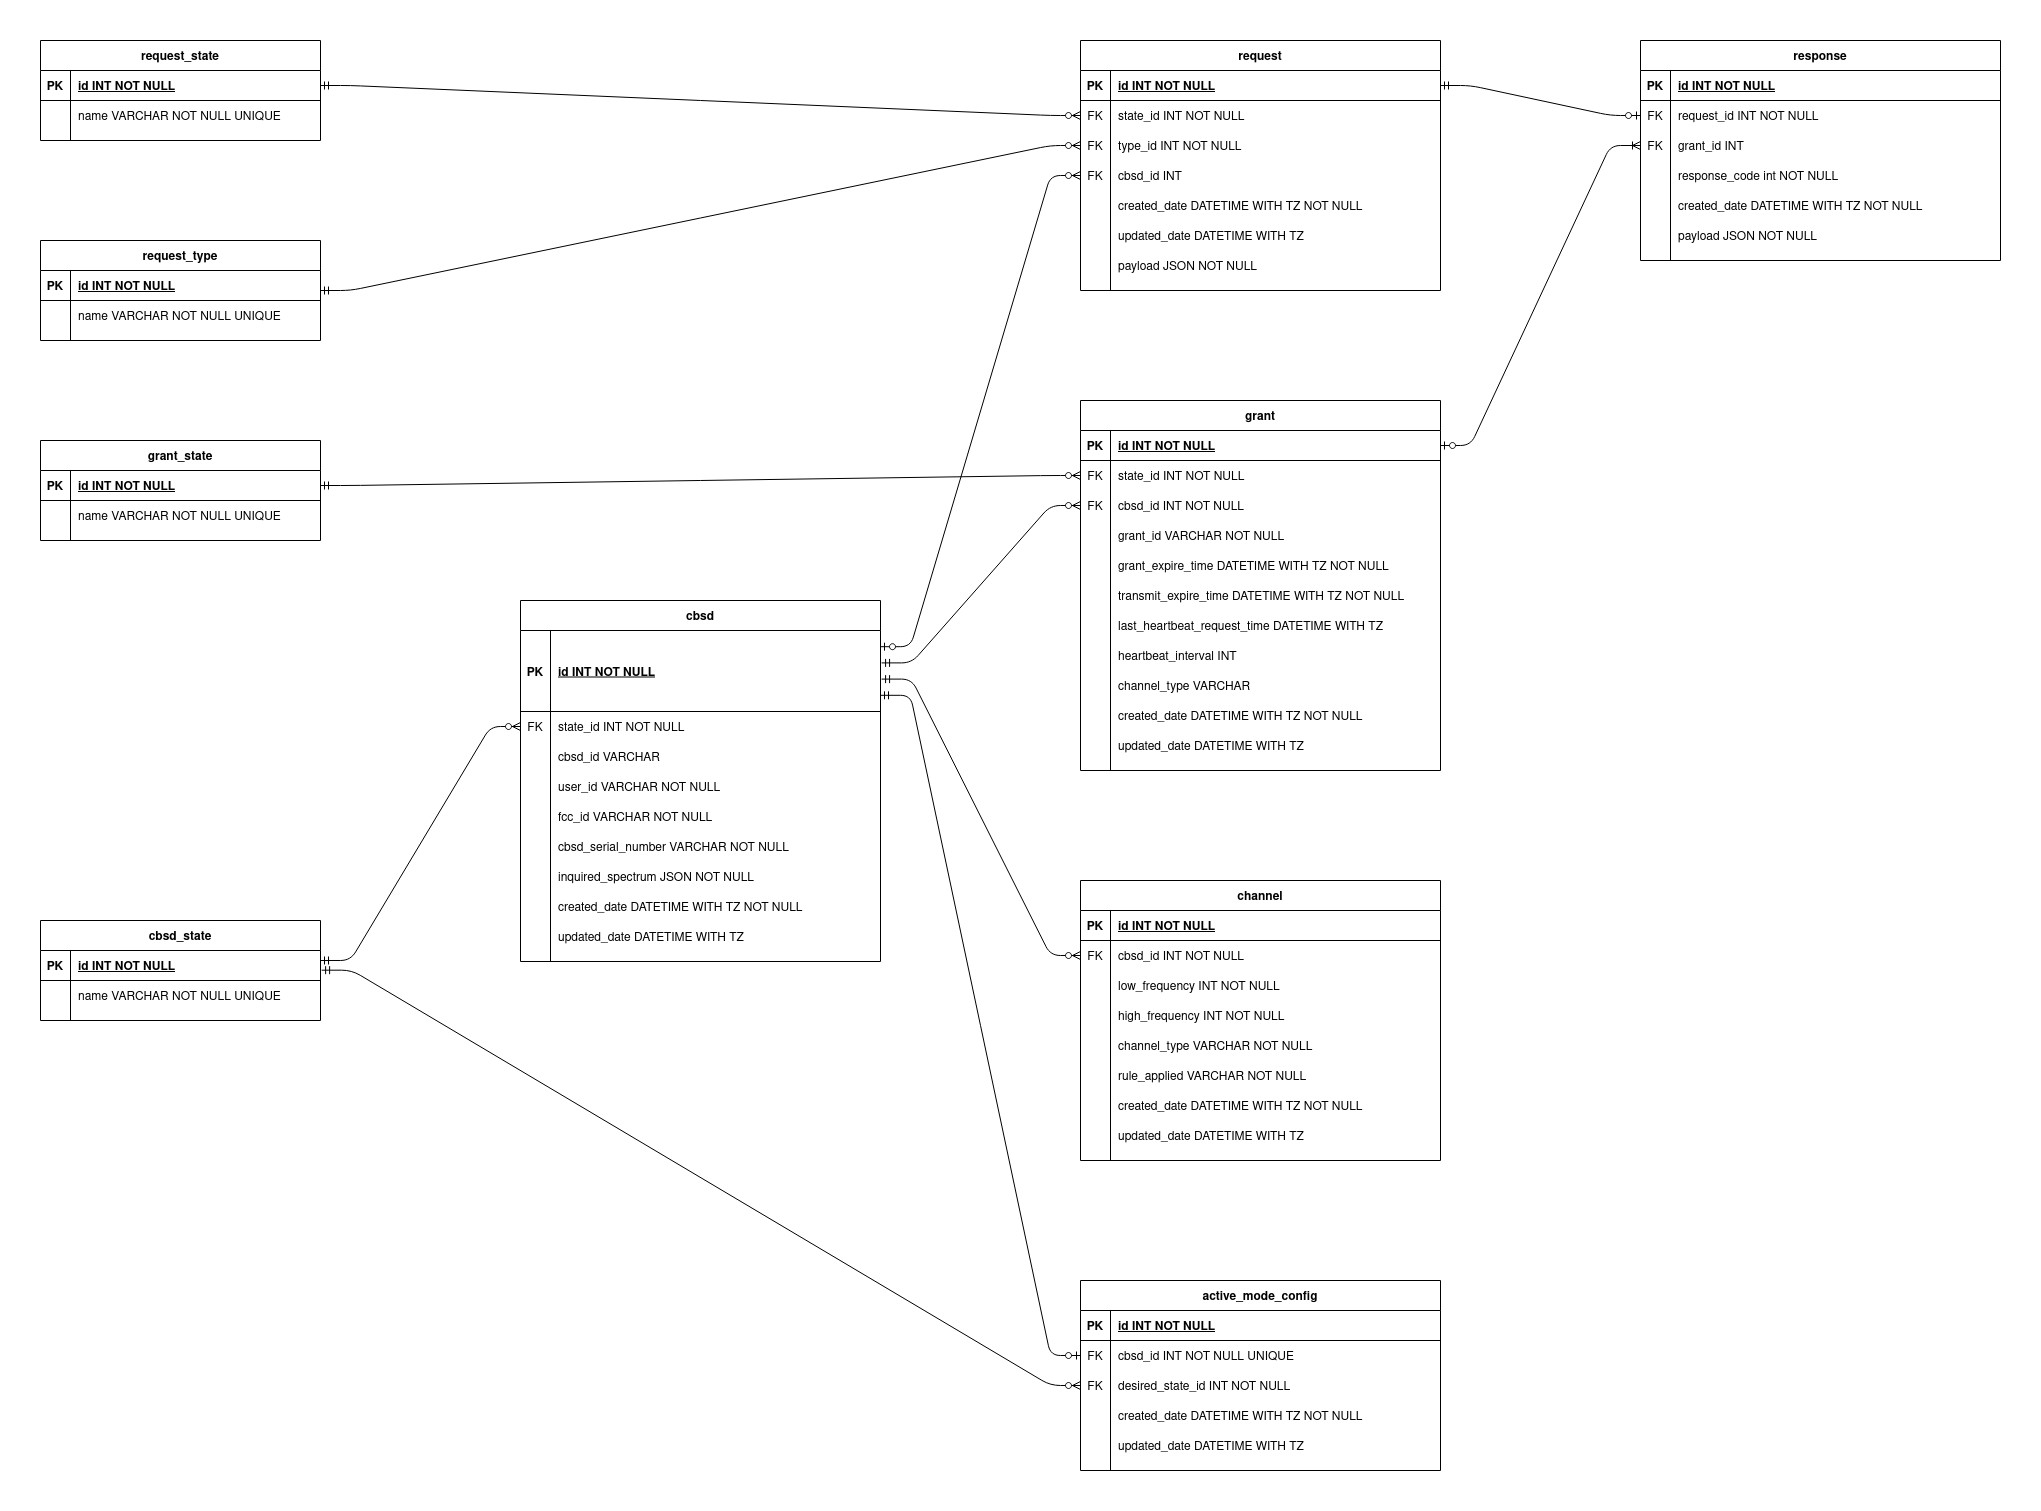 request_state
PK id INT NOT NULL
name VARCHAR NOT NULL UNIQUE
request_type
PK id INT NOT NULL
name VARCHAR NOT NULL UNIQUE
grant_state
PK id INT NOT NULL
name VARCHAR NOT NULL UNIQUE
cbsd_state
PK id INT NOT NULL
name VARCHAR NOT NULL UNIQUE
cbsd
PK id INT NOT NULL
FK state_id INT NOT NULL
cbsd_id VARCHAR
user_id VARCHAR NOT NULL
fcc_id VARCHAR NOT NULL
cbsd_serial_number VARCHAR NOT NULL
inquired_spectrum JSON NOT NULL
created_date DATETIME WITH TZ NOT NULL
updated_date DATETIME WITH TZ
request
PK id INT NOT NULL
FK state_id INT NOT NULL
FK type_id INT NOT NULL
FK cbsd_id INT
created_date DATETIME WITH TZ NOT NULL
updated_date DATETIME WITH TZ
payload JSON NOT NULL
grant
PK id INT NOT NULL
FK state_id INT NOT NULL
FK cbsd_id INT NOT NULL
grant_id VARCHAR NOT NULL
grant_expire_time DATETIME WITH TZ NOT NULL
transmit_expire_time DATETIME WITH TZ NOT NULL
last_heartbeat_request_time DATETIME WITH TZ
heartbeat_interval INT
channel_type VARCHAR
created_date DATETIME WITH TZ NOT NULL
updated_date DATETIME WITH TZ
channel
PK id INT NOT NULL
FK cbsd_id INT NOT NULL
low_frequency INT NOT NULL
high_frequency INT NOT NULL
channel_type VARCHAR NOT NULL
rule_applied VARCHAR NOT NULL
created_date DATETIME WITH TZ NOT NULL
updated_date DATETIME WITH TZ
active_mode_config
PK id INT NOT NULL
FK cbsd_id INT NOT NULL UNIQUE
FK desired_state_id INT NOT NULL
created_date DATETIME WITH TZ NOT NULL
updated_date DATETIME WITH TZ
response
PK id INT NOT NULL
FK request_id INT NOT NULL
FK grant_id INT
response_code int NOT NULL
created_date DATETIME WITH TZ NOT NULL
payload JSON NOT NULL